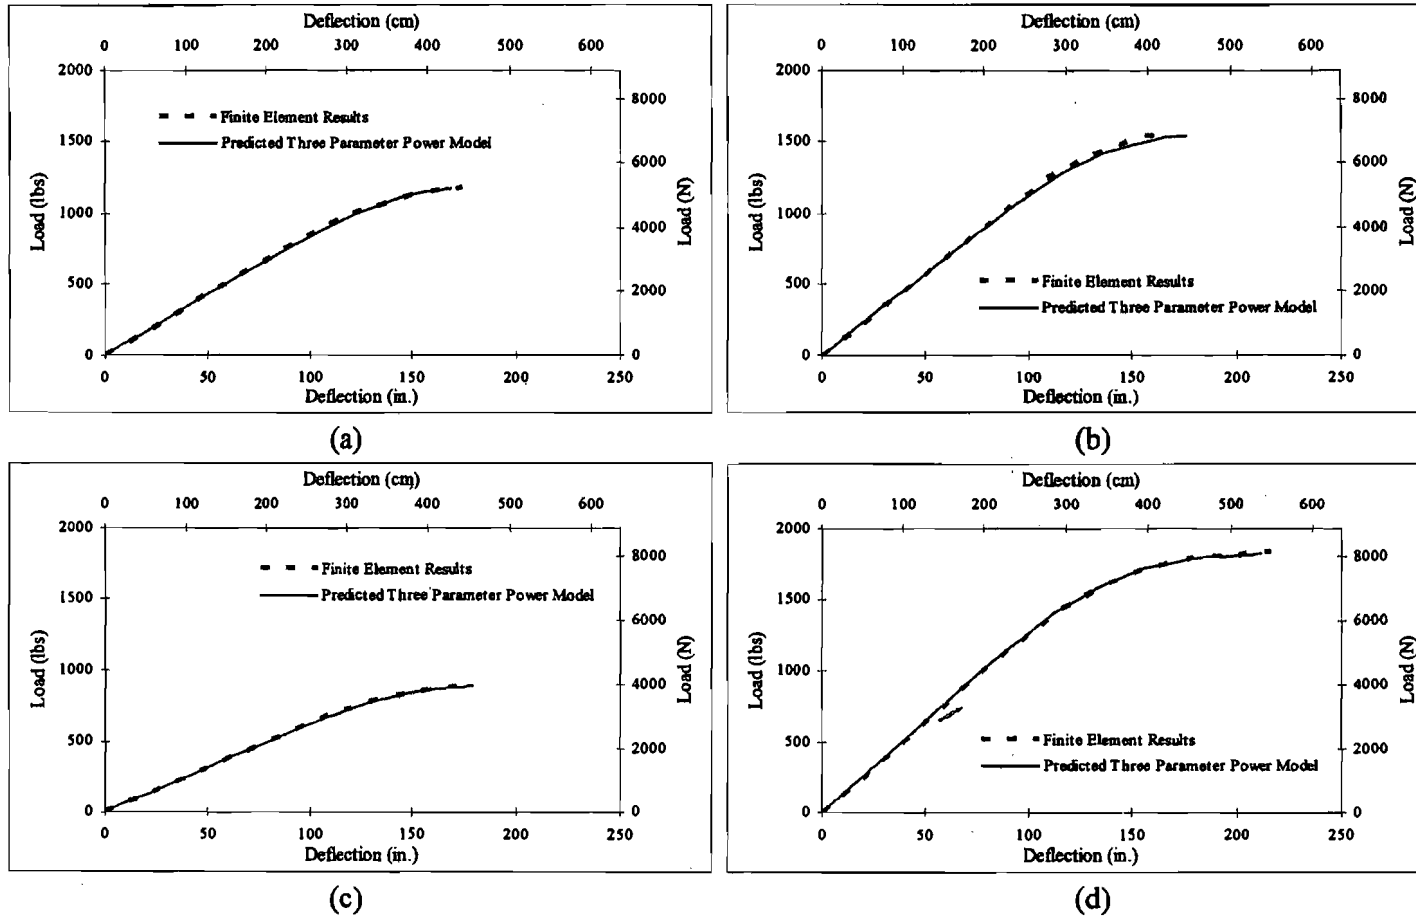 Deflection (cm)
0 100 200 300 400 500 600
2000
1500
1000
500
0
Load (lbs)
Finite Element Results
Predicted Three Parameter Power Model
8000
6000
4000
2000
0
Load (N)
0 50 100 150 200 250
Deflection (in.)
(a)
Deflection (cm)
0 100 200 300 400 500 600
2000
1500
1000
500
0
Load (lbs)
Finite Element Results
Predicted Three Parameter Power Model
8000
6000
4000
2000
0
Load (N)
0 50 100 150 200 250
Deflection (in.)
(b)
Deflection (cm)
0 100 200 300 400 500 600
2000
1500
1000
500
0
Load (lbs)
Finite Element Results
Predicted Three Parameter Power Model
8000
6000
4000
2000
0
Load (N)
0 50 100 150 200 250
Deflection (in.)
(c)
Deflection (cm)
0 100 200 300 400 500 600
2000
1500
1000
500
0
Load (lbs)
Finite Element Results
Predicted Three Parameter Power Model
8000
6000
4000
2000
0
Load (N)
0 50 100 150 200 250
Deflection (in.)
(d)